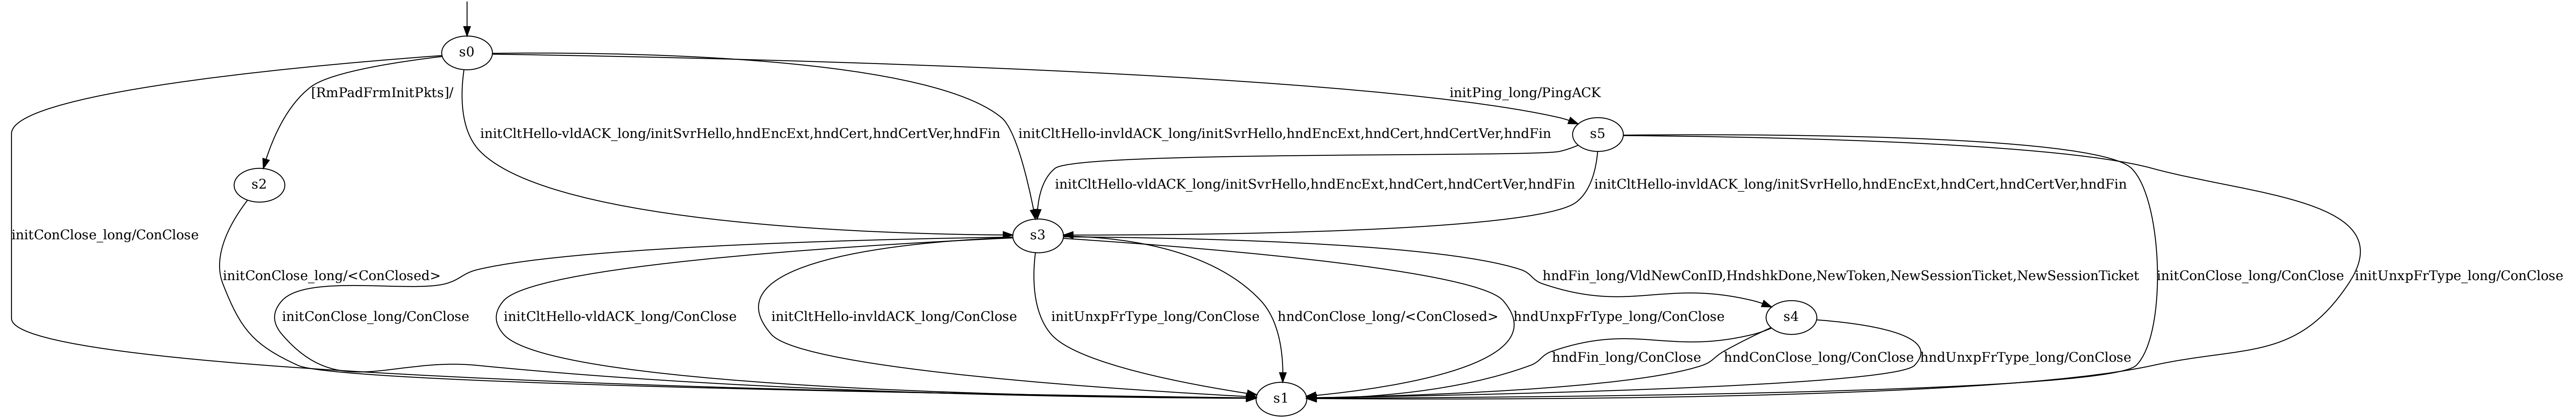 s0
[RmPadFrmInitPkts]/
initPing_long/PingACK
initCltHello-vldACK_long/initSvrHello,hndEncExt,hndCert,hndCertVer,hndFin
initCltHello-invldACK_long/initSvrHello,hndEncExt,hndCert,hndCertVer,hndFin
s5
s2
initCltHello-vldACK_long/initSvrHello,hndEncExt,hndCert,hndCertVer,hndFin
initCltHello-invldACK_long/initSvrHello,hndEncExt,hndCert,hndCertVer,hndFin
initConClose_long/ConClose
s3
initConClose_long/<ConClosed>
hndFin_long/VldNewConID,HndshkDone,NewToken,NewSessionTicket,NewSessionTicket
initConClose_long/ConClose
initUnxpFrType_long/ConClose
initConClose_long/ConClose
initCltHello-vldACK_long/ConClose
initCltHello-invldACK_long/ConClose
initUnxpFrType_long/ConClose
hndConClose_long/<ConClosed>
hndUnxpFrType_long/ConClose
s4
hndFin_long/ConClose
hndConClose_long/ConClose
hndUnxpFrType_long/ConClose
s1